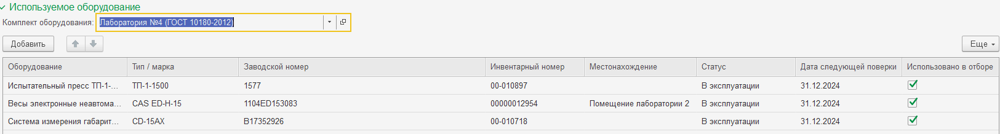 Используемое оборудование
Комплект оборудования: Лаборатория №4 (ГОСТ 10180-2012)
Добавить Еще
Оборудование Тип / марка Заводской номер Инвентарный номер Местонахождение Статус Дата следующей поверки Использовано в отборе
Испытательный пресс ТП-1-... ТП-1-1500 1577 00-010897 В эксплуатации 31.12.2024
Весы электронные неавтома... CAS ED-H-15 1104ED153083 00000012954 Помещение лаборатории 2 В эксплуатации 31.12.2024
Система измерения габарит... CD-15AX B17352926 00-010718 В эксплуатации 31.12.2024